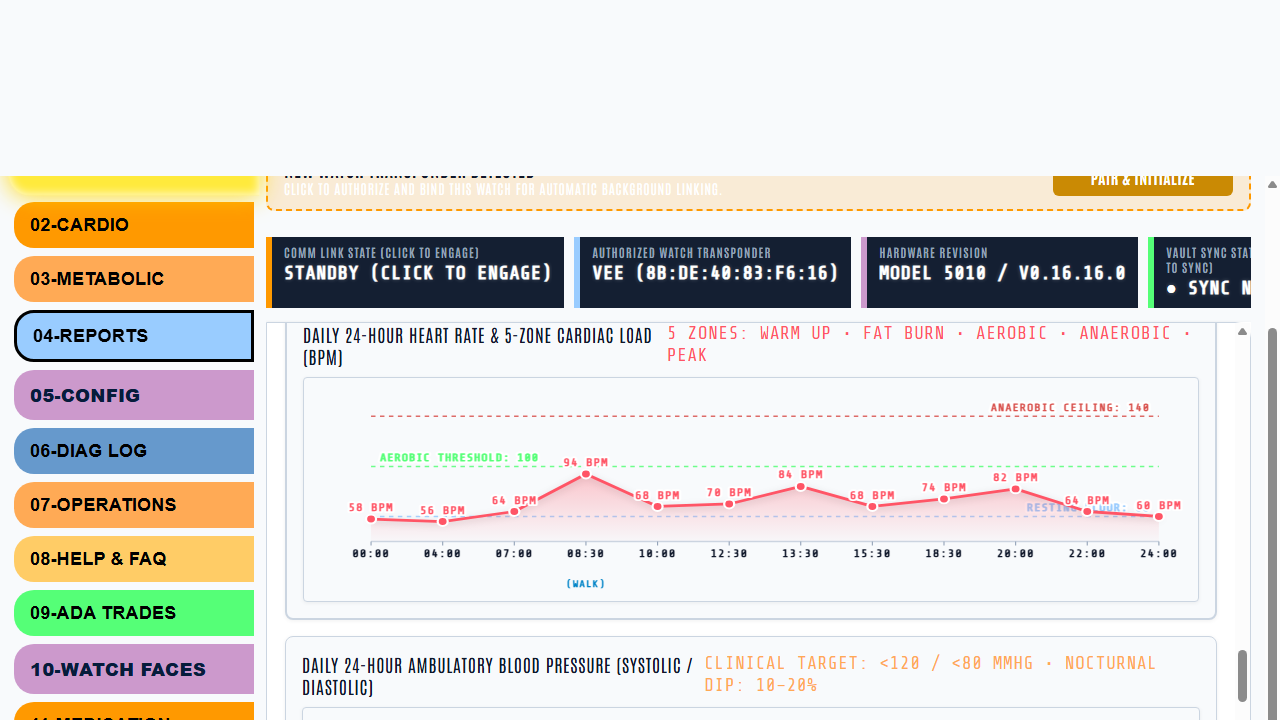 NEW WATCH TRANSPONDER DETECTED
CLICK TO AUTHORIZE AND BIND THIS WATCH FOR AUTOMATIC BACKGROUND LINKING.
PAIR & INITIALIZE
02-CARDIO
03-METABOLIC
04-REPORTS
05-CONFIG
06-DIAG LOG
07-OPERATIONS
08-HELP & FAQ
09-ADA TRADES
10-WATCH FACES
11-MEDICATION
COMM LINK STATE (CLICK TO ENGAGE)
STANDBY (CLICK TO ENGAGE)
AUTHORIZED WATCH TRANSPONDER
VEE (8B:DE:40:83:F6:16)
HARDWARE REVISION
MODEL 5010 / V0.16.16.0
VAULT SYNC
TO SYNC)
● SYNC
DAILY 24-HOUR HEART RATE & 5-ZONE CARDIAC LOAD
(BPM)
5 ZONES: WARM UP · FAT BURN · AEROBIC · ANAEROBIC ·
PEAK
ANAEROBIC CEILING: 140
AEROBIC THRESHOLD: 100
94 BPM
84 BPM
82 BPM
58 BPM
56 BPM
64 BPM
68 BPM
70 BPM
68 BPM
74 BPM
64 BPM
60 BPM
00:00
04:00
07:00
08:30
10:00
12:30
13:30
15:30
18:30
20:00
22:00
24:00
(WALK)
DAILY 24-HOUR AMBULATORY BLOOD PRESSURE (SYSTOLIC /
DIASTOLIC)
CLINICAL TARGET: <120 / <80 MMHG · NOCTURNAL
DIP: 10–20%